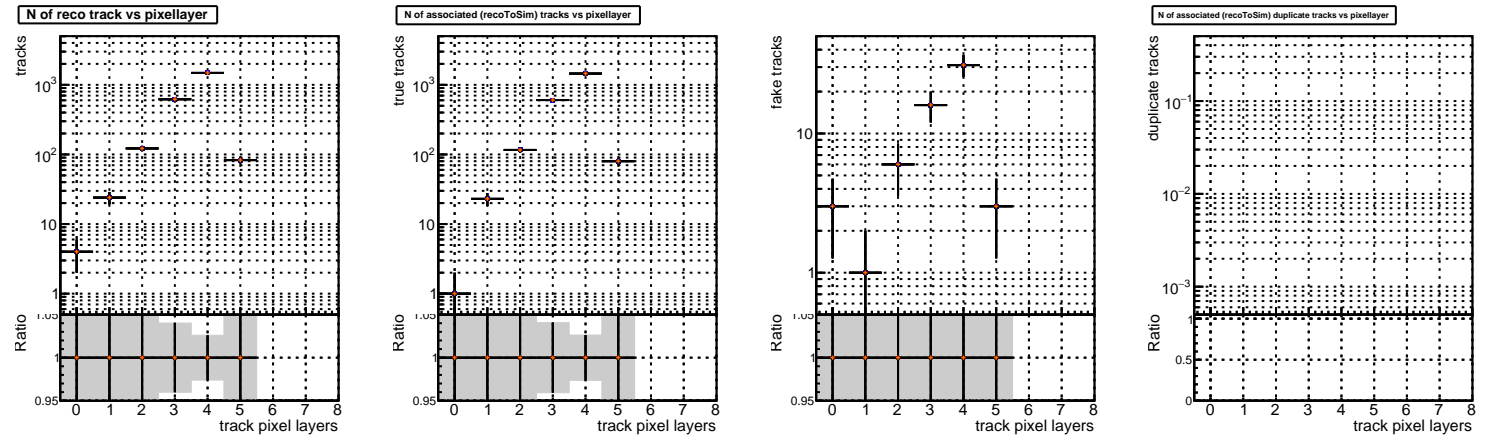 N of reco track vs pixellayer
tracks
10³
10²
10
1
Ratio
1.05
1
0.95
0 1 2 3 4 5 6 7 8
track pixel layers
N of associated (recoToSim) tracks vs pixellayer
true tracks
10³
10²
10
1
Ratio
1.05
1
0.95
0 1 2 3 4 5 6 7 8
track pixel layers
fake tracks
10
1
Ratio
1.05
1
0.95
0 1 2 3 4 5 6 7 8
track pixel layers
N of associated (recoToSim) duplicate tracks vs pixellayer
duplicate tracks
10⁻¹
10⁻²
10⁻³
Ratio
1
0.5
0
0 1 2 3 4 5 6 7 8
track pixel layers